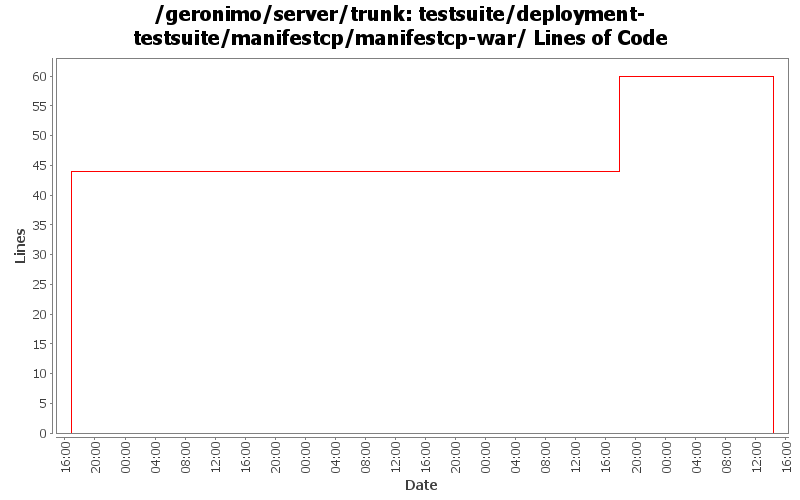 /geronimo/server/trunk: testsuite/deployment-
testsuite/manifestcp/manifestcp-war/ Lines of Code
60
55
50
45
40
35
30
25
20
15
10
5
0
Lines
16:00 20:00 00:00 04:00 08:00 12:00 16:00 20:00 00:00 04:00 08:00 12:00 16:00 20:00 00:00 04:00 08:00 12:00 16:00 20:00 00:00 04:00 08:00 12:00 16:00
Date